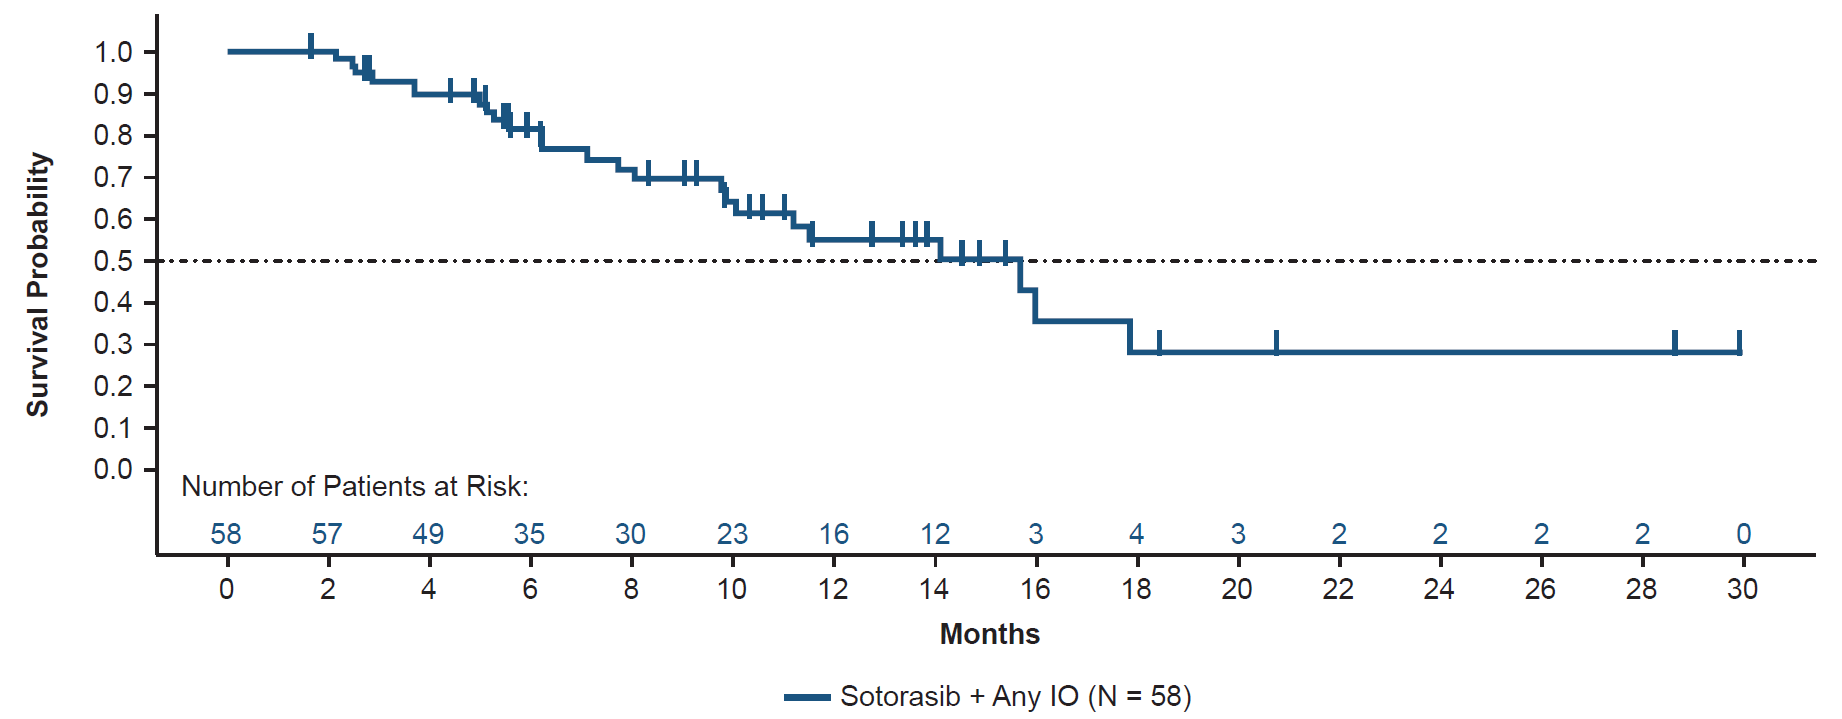 Survival Probability
1.0
0.9
0.8
0.7
0.6
0.5
0.4
0.3
0.2
0.1
0.0
Number of Patients at Risk:
58 57 49 35 30 23 16 12 3 4 3 2 2 2 2 0
0 2 4 6 8 10 12 14 16 18 20 22 24 26 28 30
Months
Sotorasib + Any IO (N = 58)